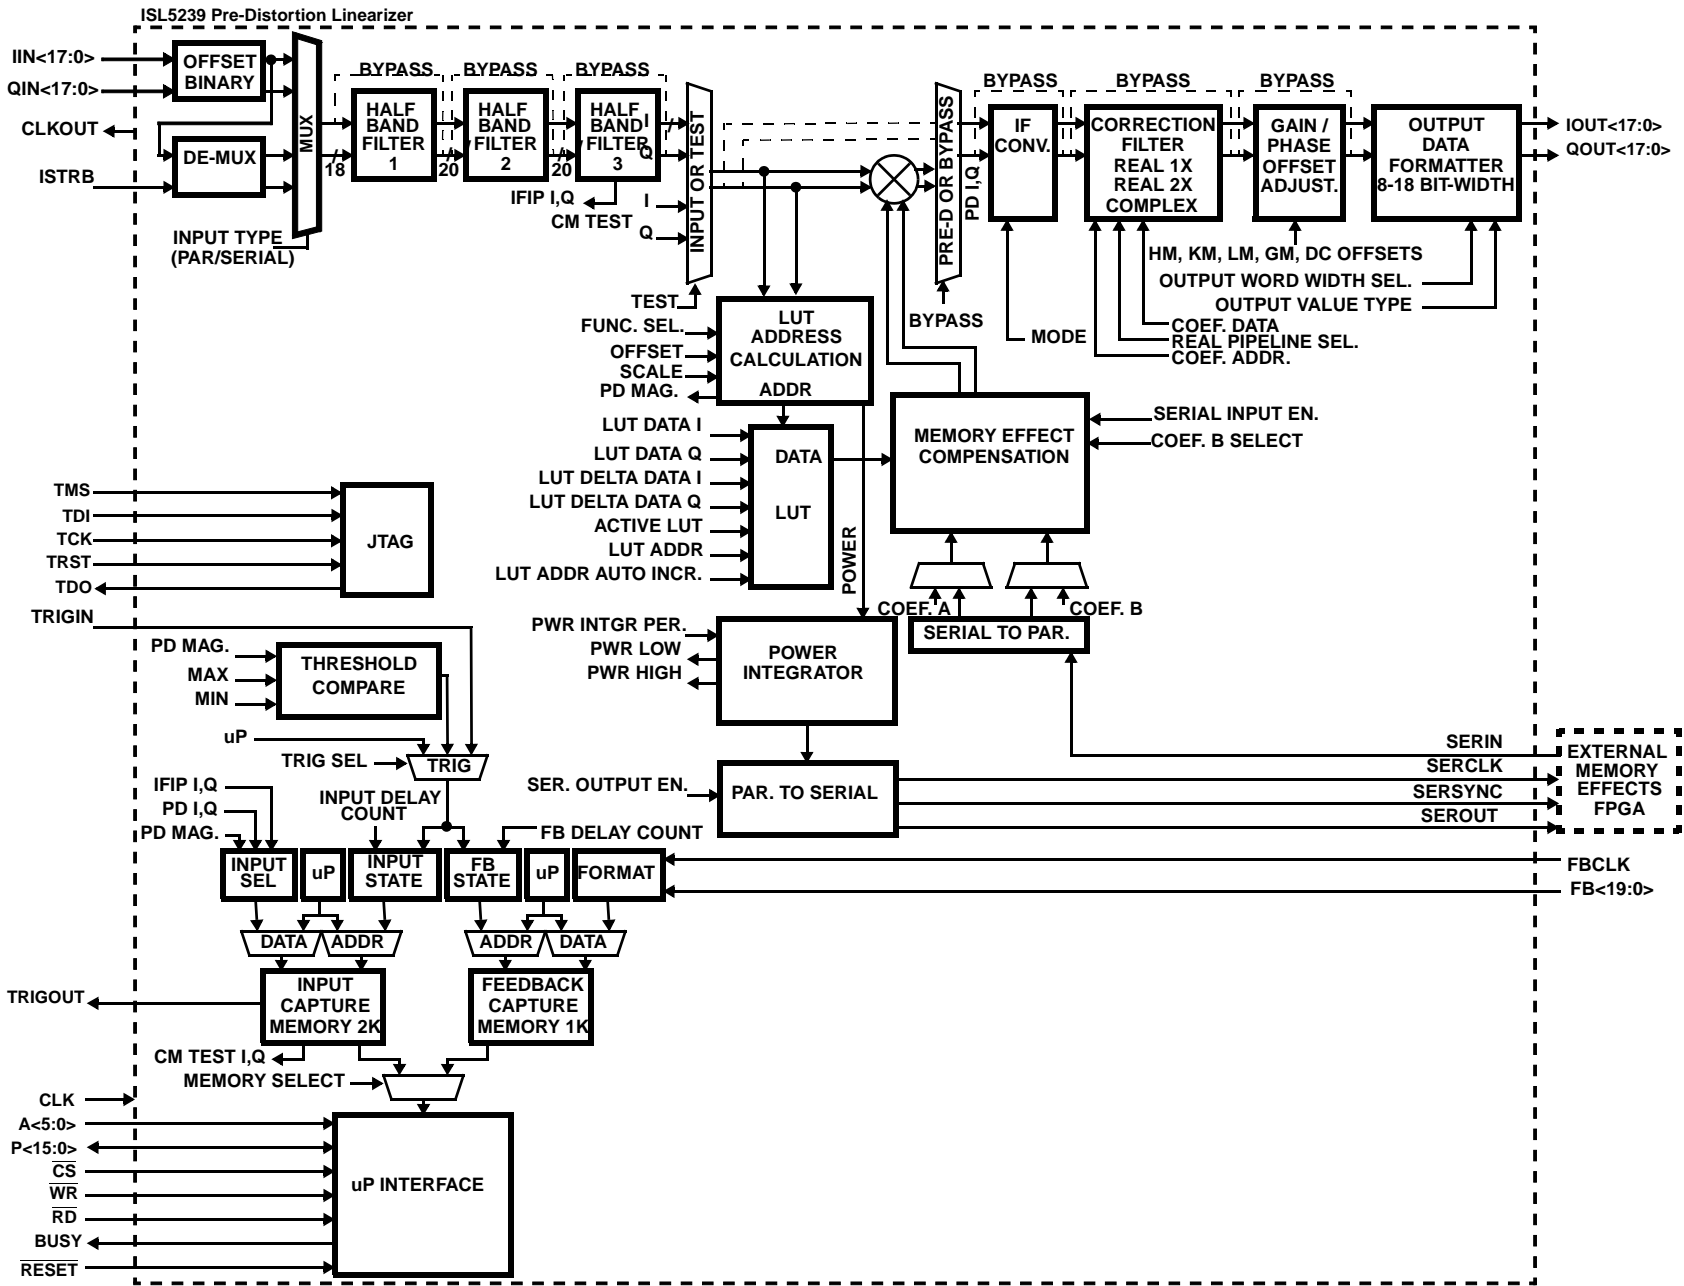 ISL5239 Pre-Distortion Linearizer
IIN<17:0>
QIN<17:0>
CLKOUT
ISTRB
OFFSET
BINARY
DE-MUX
MUX
INPUT TYPE
(PAR/SERIAL)
BYPASS
HALF
BAND
FILTER
1
18
BYPASS
HALF
BAND
FILTER
2
20
BYPASS
HALF
BAND
FILTER
3
20
I
Q
IFIP I,Q
CM TEST
I
Q
INPUT OR TEST
TEST
PRE-D OR BYPASS
BYPASS
PD I,Q
BYPASS
IF
CONV.
MODE
BYPASS
CORRECTION
FILTER
REAL 1X
REAL 2X
COMPLEX
COEF. DATA
REAL PIPELINE SEL.
COEF. ADDR.
BYPASS
GAIN /
PHASE
OFFSET
ADJUST.
HM, KM, LM, GM, DC OFFSETS
OUTPUT
DATA
FORMATTER
8-18 BIT-WIDTH
OUTPUT WORD WIDTH SEL.
OUTPUT VALUE TYPE
IOUT<17:0>
QOUT<17:0>
FUNC. SEL.
OFFSET
SCALE
PD MAG.
LUT
ADDRESS
CALCULATION
ADDR
LUT DATA I
LUT DATA Q
LUT DELTA DATA I
LUT DELTA DATA Q
ACTIVE LUT
LUT ADDR
LUT ADDR AUTO INCR.
DATA
LUT
POWER
MEMORY EFFECT
COMPENSATION
SERIAL INPUT EN.
COEF. B SELECT
COEF. A
COEF. B
SERIAL TO PAR.
TMS
TDI
TCK
TRST
TDO
JTAG
TRIGIN
PD MAG.
MAX
MIN
THRESHOLD
COMPARE
PWR INTGR PER.
PWR LOW
PWR HIGH
POWER
INTEGRATOR
uP
TRIG SEL
TRIG
SER. OUTPUT EN.
PAR. TO SERIAL
SERIN
SERCLK
SERSYNC
SEROUT
EXTERNAL
MEMORY
EFFECTS
FPGA
IFIP I,Q
PD I,Q
PD MAG.
INPUT DELAY
COUNT
FB DELAY COUNT
INPUT
SEL
uP
INPUT
STATE
FB
STATE
uP
FORMAT
FBCLK
FB<19:0>
DATA
ADDR
ADDR
DATA
TRIGOUT
INPUT
CAPTURE
MEMORY 2K
FEEDBACK
CAPTURE
MEMORY 1K
CM TEST I,Q
MEMORY SELECT
CLK
A<5:0>
P<15:0>
CS
WR
RD
BUSY
RESET
uP INTERFACE